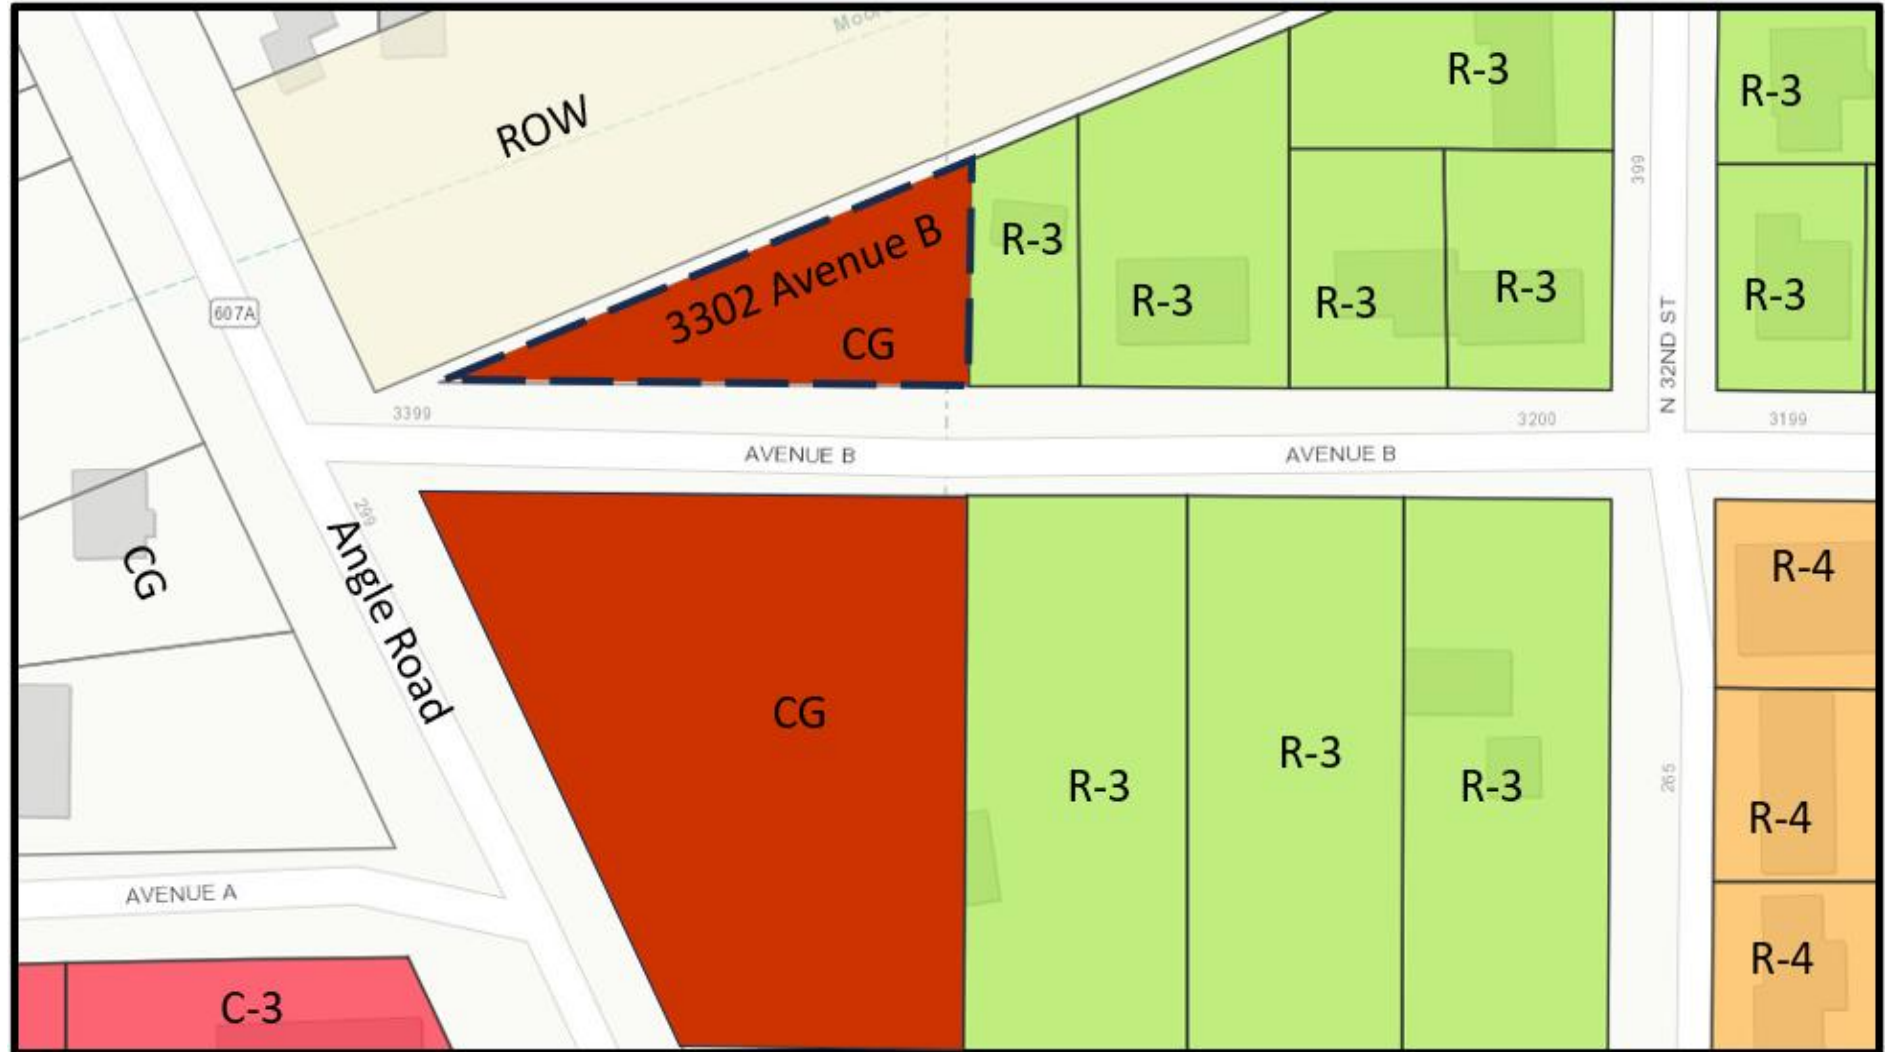 R-3
R-3
ROW
399
3302 Avenue B
R-3
R-3
R-3
R-3
R-3
607A
CG
N 32ND ST
3399
3200
3199
AVENUE B
AVENUE B
299
CG
Angle Road
R-4
CG
R-3
R-3
R-3
265
R-4
AVENUE A
R-4
C-3